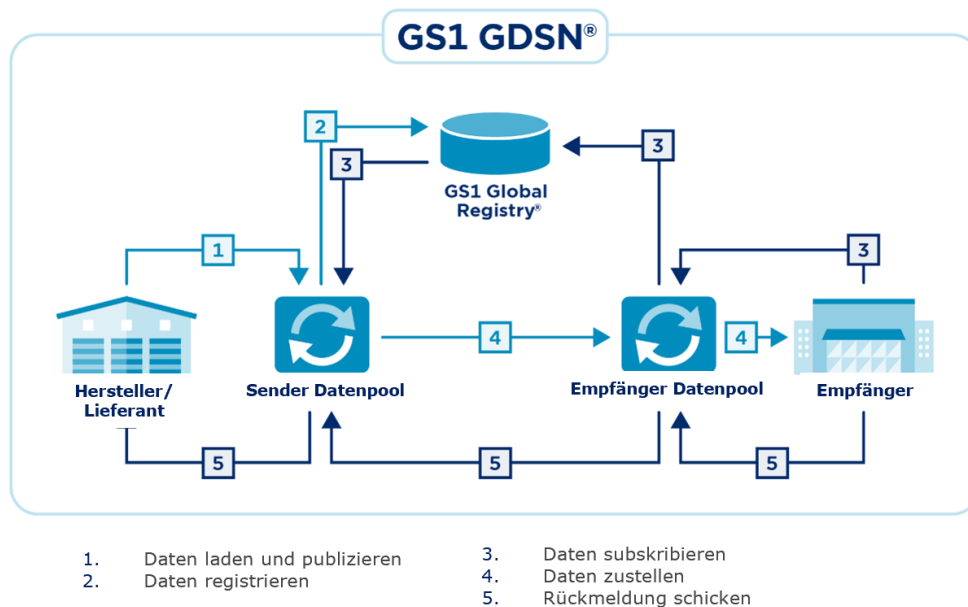 GS1 GDSN®
2
3
3
GS1 Global
Registry®
1
3
4
4
Hersteller/
Lieferant
Sender Datenpool
Empfänger Datenpool
Empfänger
5
5
5
1. Daten laden und publizieren
2. Daten registrieren
3. Daten subskribieren
4. Daten zustellen
5. Rückmeldung schicken